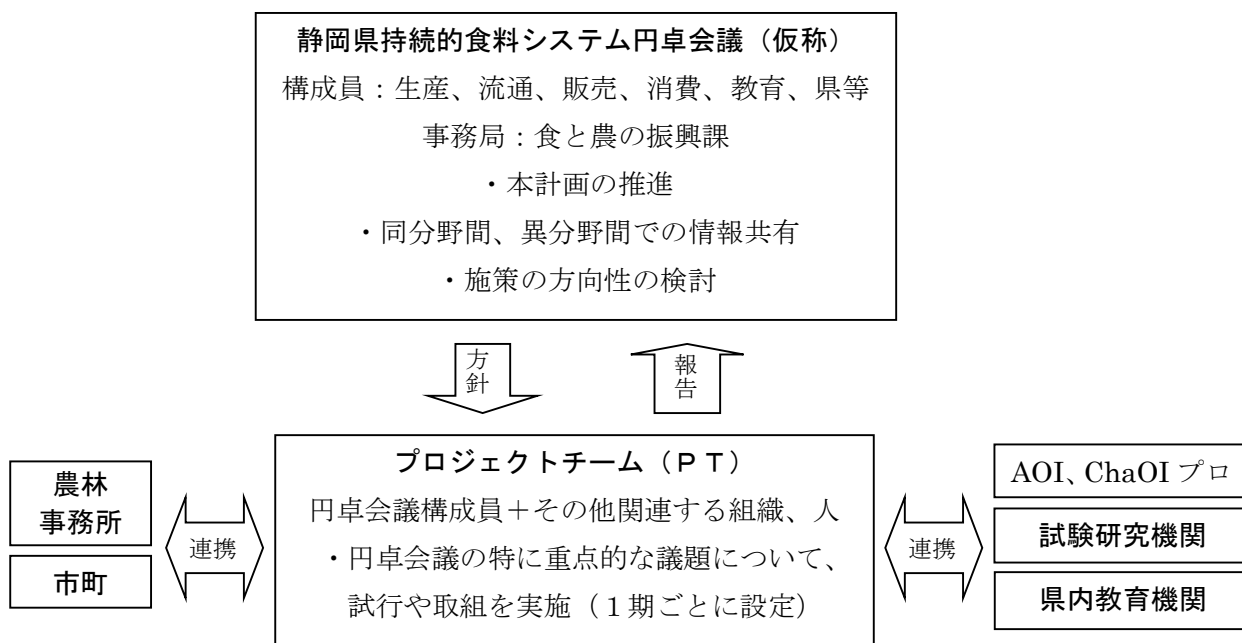 静岡県持続的食料システム円卓会議（仮称）
構成員：生産、流通、販売、消費、教育、県等
事務局：食と農の振興課
・本計画の推進
・同分野間、異分野間での情報共有
・施策の方向性の検討
方針
報告
農林
事務所
市町
連携
プロジェクトチーム（ＰＴ）
円卓会議構成員＋その他関連する組織、人
・円卓会議の特に重点的な議題について、
試行や取組を実施（１期ごとに設定）
連携
AOI、ChaOI プロ
試験研究機関
県内教育機関